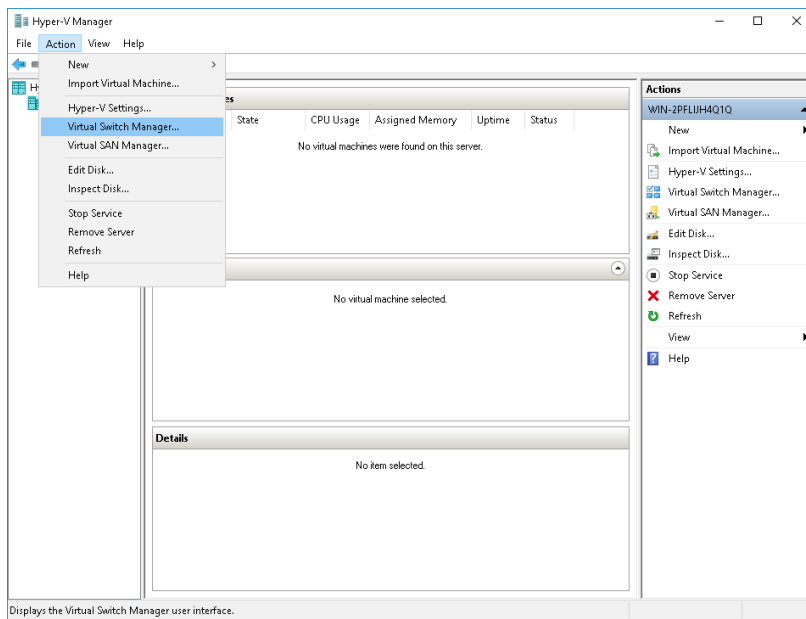 Hyper-V Manager
File Action View Help
New
Import Virtual Machine...
Hyper-V Settings...
Virtual Switch Manager...
Virtual SAN Manager...
Edit Disk...
Inspect Disk...
Stop Service
Remove Server
Refresh
Help
State CPU Usage Assigned Memory Uptime Status
No virtual machines were found on this server.
No virtual machine selected.
Details
No item selected.
Actions
WIN-2PFLIJH4Q1Q
New
Import Virtual Machine...
Hyper-V Settings...
Virtual Switch Manager...
Virtual SAN Manager...
Edit Disk...
Inspect Disk...
Stop Service
Remove Server
Refresh
View
Help
Displays the Virtual Switch Manager user interface.